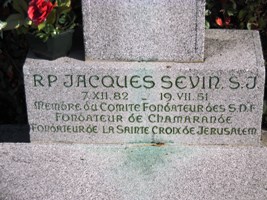 R.P. JACQUES SEVIN. S.J
7.XII.82 - 19.VII.51
MEMBRE DU COMITE FONDATEUR DES S.D.F
FONDATEUR DE CHAMARANDE
FONDATEUR DE LA SAINTE CROIX DE JERUSALEM